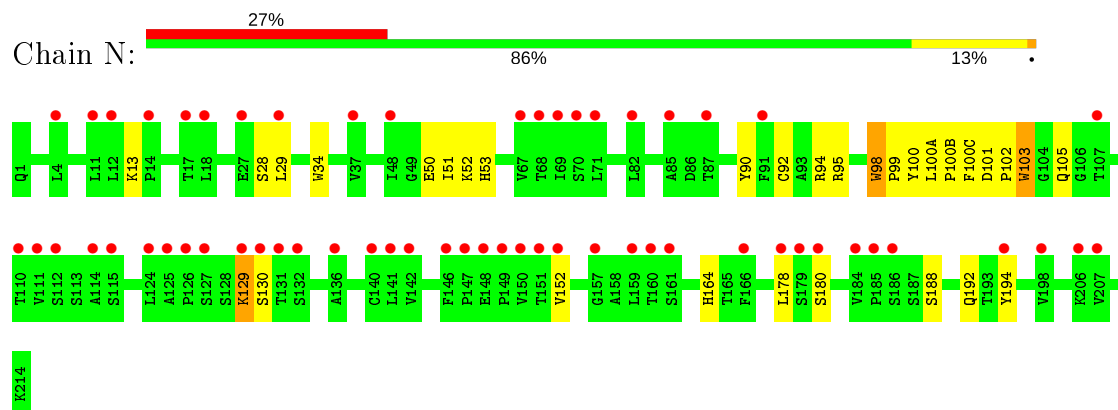 27%
Chain N:
86% 13% •
Q1 L4 L11 L12 K13 P14 T17 L18 E27 S28 L29 W34 V37 I48 G49 E50 I51 K52 H53 V67 T68 I69 S70 L71 L82 A85 D86 T87 Y90 F91 C92 A93 R94 R95 W98 P99 Y100 L100A P100B F100C D101 P102 W103 G104 Q105 G106 T107
T110 V111 S112 S113 A114 S115 L124 A125 P126 S127 S128 K129 S130 T131 S132 A136 C140 L141 V142 F146 P147 E148 P149 V150 T151 V152 G157 A158 L159 T160 S161 H164 T165 F166 L178 S179 S180 V184 P185 S186 S187 S188 Q192 T193 Y194 V198 K206 V207
K214